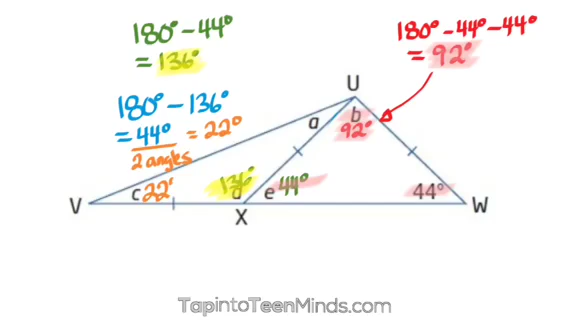 180° - 44°
= 136°
180° - 44° - 44°
= 92°
180° - 136°
= 44° = 22°
2 angles
U
a
b
92°
c 22°
136°
d
e 44°
44°
V
X
W
TapintoTeenMinds.com